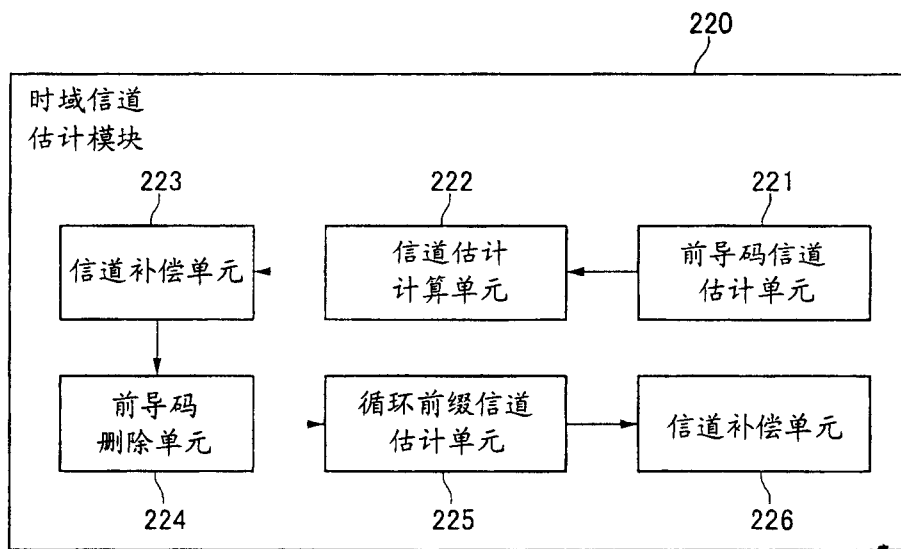 220
时域信道
估计模块
223
222
221
信道补偿单元
信道估计
计算单元
前导码信道
估计单元
前导码
删除单元
循环前缀信道
估计单元
信道补偿单元
224
225
226